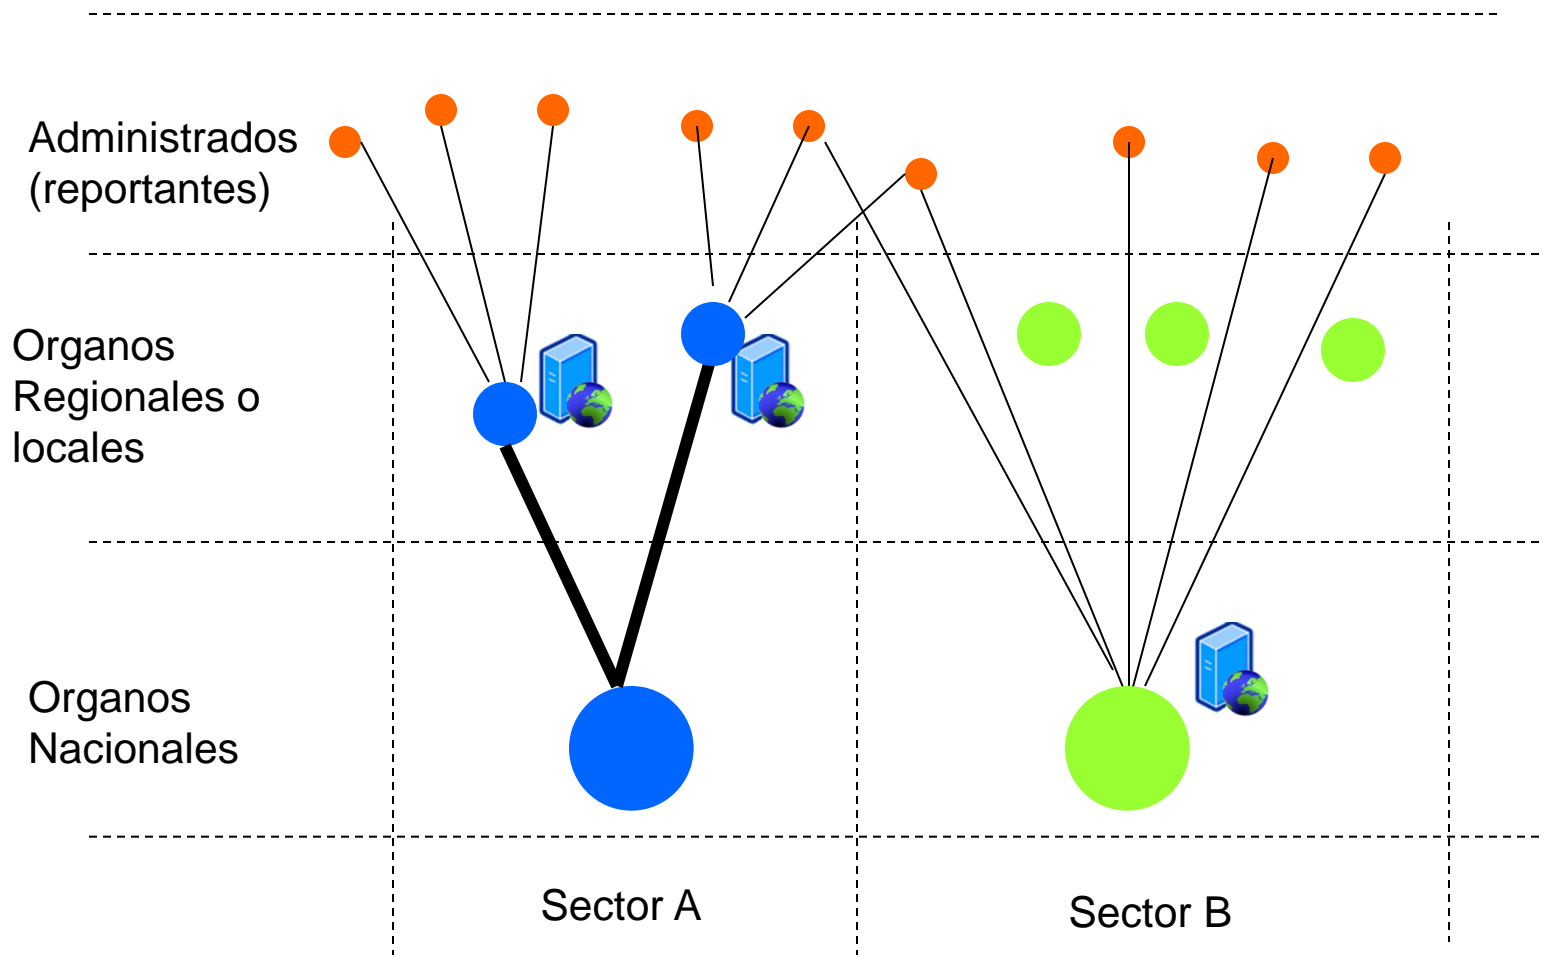 Administrados
(reportantes)
Organos
Regionales o
locales
Organos
Nacionales
Sector A
Sector B